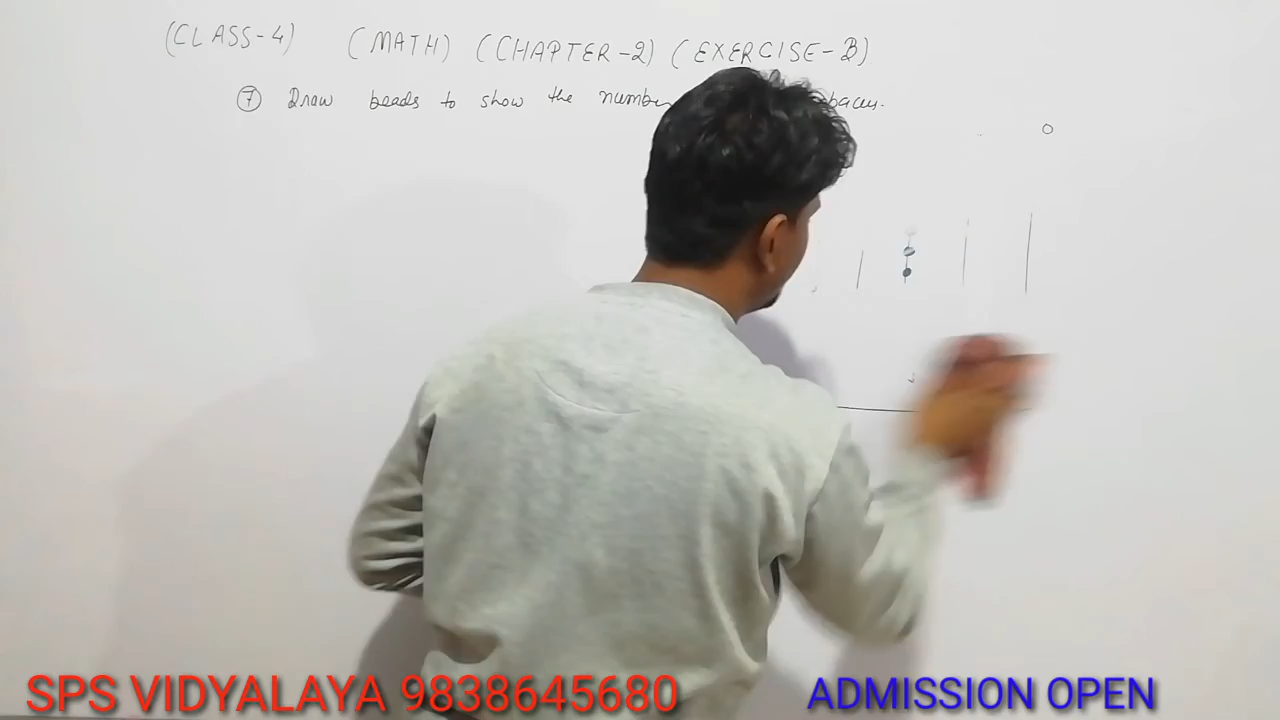 (CLASS-4) (MATH) (CHAPTER-2) (EXERCISE-B)
7 Draw beads to show the number
SPS VIDYALAYA 9838645680
ADMISSION OPEN